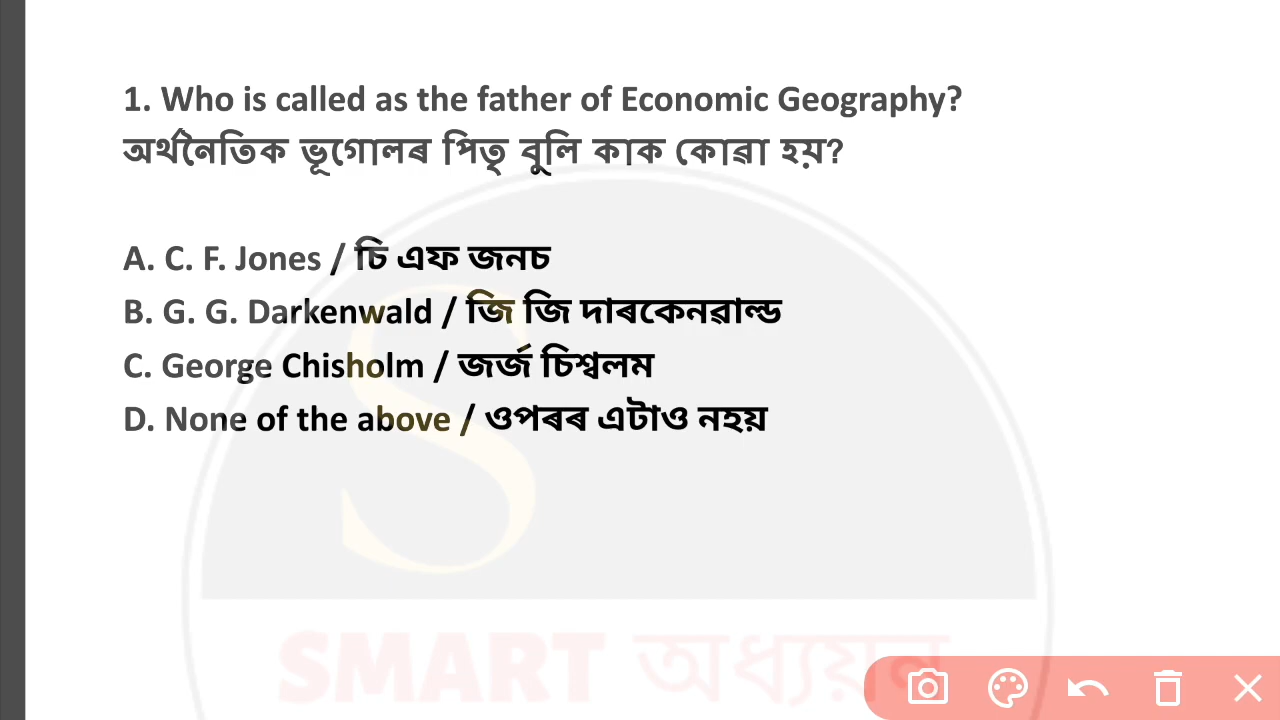 1. Who is called as the father of Economic Geography?
অৰ্থনৈতিক ভূগোলৰ পিতৃ বুলি কাক কোৱা হয়?
A. C. F. Jones / চি এফ জনচ
B. G. G. Darkenwald / জি জি দাৰকেনৱাল্ড
C. George Chisholm / জৰ্জ চিশ্বলম
D. None of the above / ওপৰৰ এটাও নহয়
S
SMART অধ্যয়ন